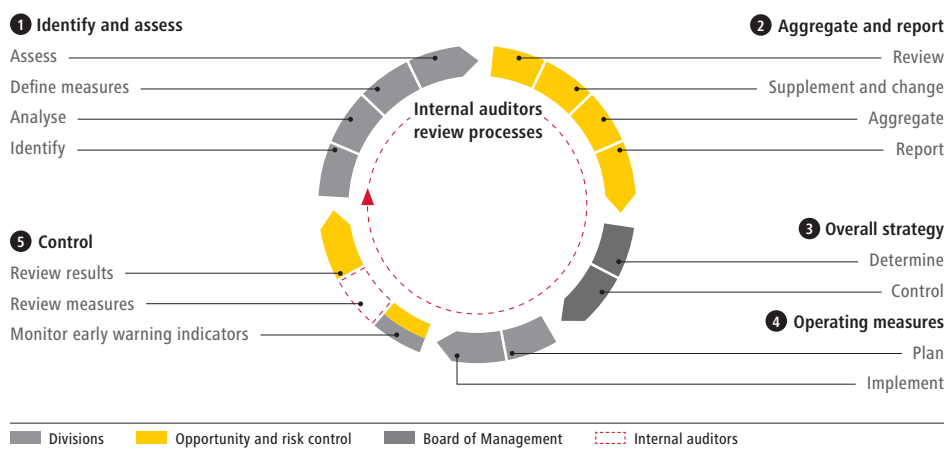 1 Identify and assess
Assess
Define measures
Analyse
Identify
Internal auditors
review processes
2 Aggregate and report
Review
Supplement and change
Aggregate
Report
3 Overall strategy
Determine
Control
4 Operating measures
Plan
Implement
5 Control
Review results
Review measures
Monitor early warning indicators
Divisions
Opportunity and risk control
Board of Management
Internal auditors